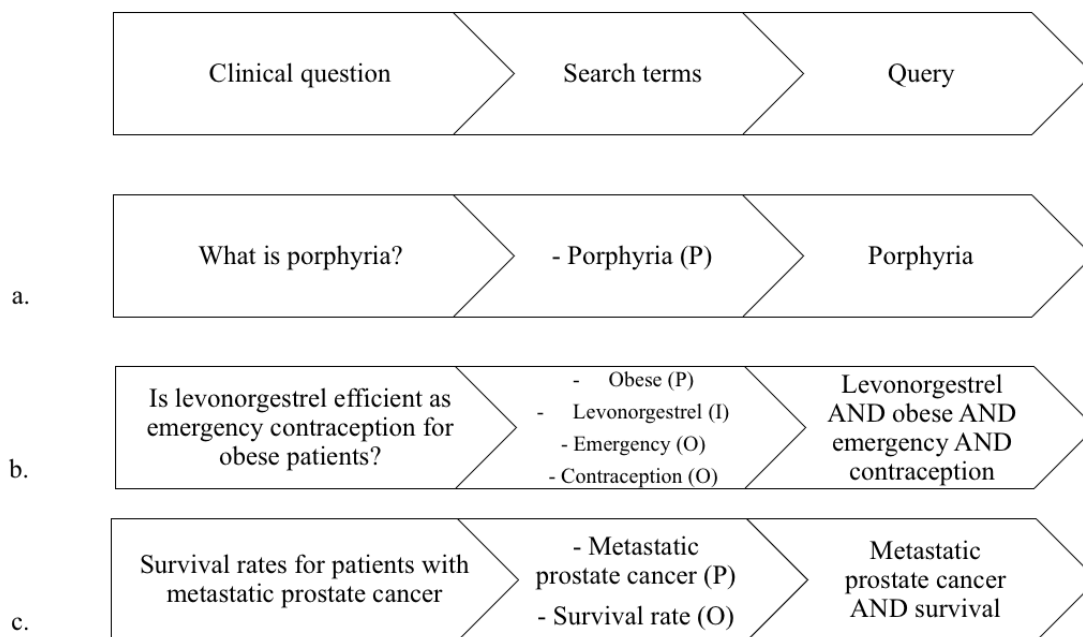 Clinical question
Search terms
Query
a.
What is porphyria?
- Porphyria (P)
Porphyria
b.
Is levonorgestrel efficient as
emergency contraception for
obese patients?
- Obese (P)
- Levonorgestrel (I)
- Emergency (O)
- Contraception (O)
Levonorgestrel
AND obese AND
emergency AND
contraception
c.
Survival rates for patients with
metastatic prostate cancer
- Metastatic
prostate cancer (P)
- Survival rate (O)
Metastatic
prostate cancer
AND survival